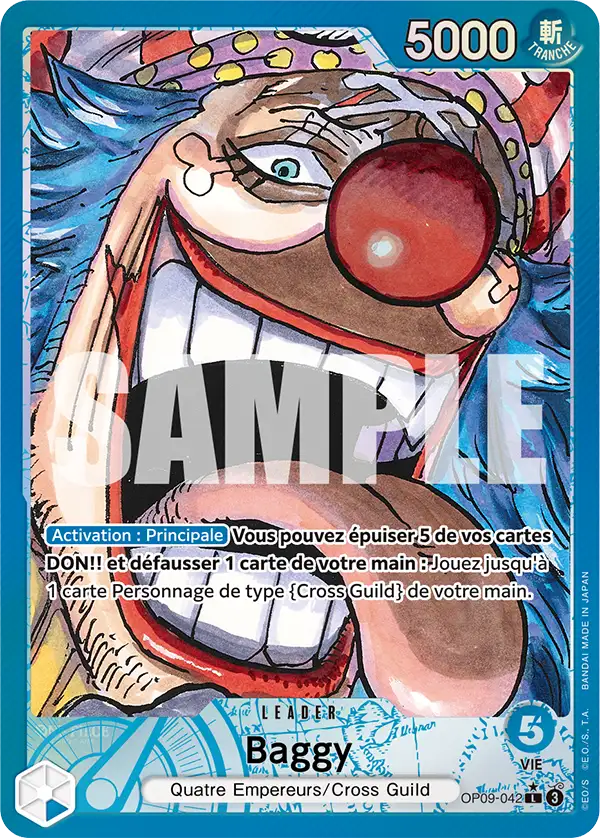 5000
斬
TRANCHE
SAMPLE
Activation : Principale Vous pouvez épuiser 5 de vos cartes
DON!! et défausser 1 carte de votre main : Jouez jusqu'à
1 carte Personnage de type {Cross Guild} de votre main.
LEADER
Baggy
5
VIE
Quatre Empereurs/Cross Guild
OP09-042 L 3
©E.O./S., T.A. BANDAI MADE IN JAPAN
©EO/S